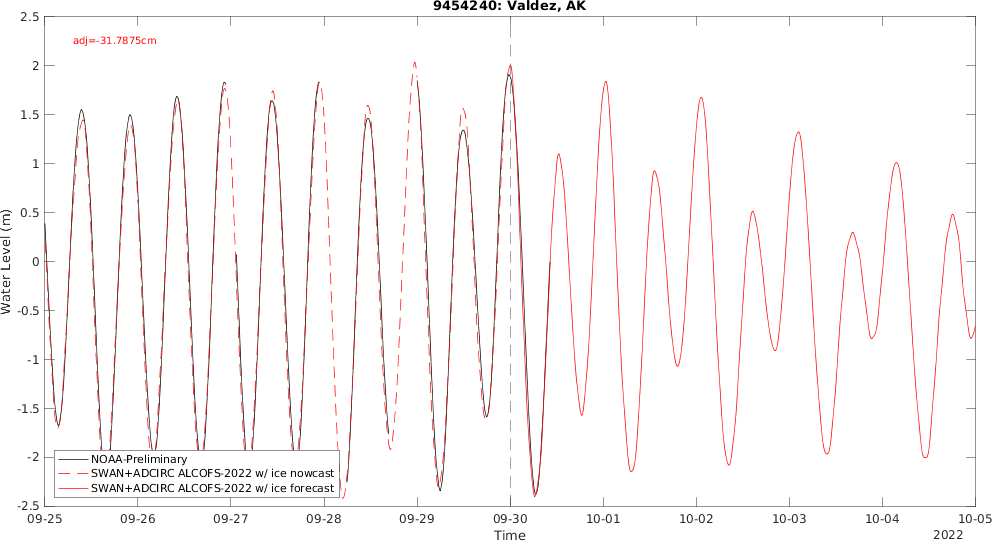 9454240: Valdez, AK
adj=-31.7875cm
2.5
2
1.5
1
0.5
0
-0.5
-1
-1.5
-2
-2.5
Water Level (m)
NOAA-Preliminary
SWAN+ADCIRC ALCOFS-2022 w/ ice nowcast
SWAN+ADCIRC ALCOFS-2022 w/ ice forecast
09-25 09-26 09-27 09-28 09-29 09-30 10-01 10-02 10-03 10-04 10-05
Time
2022